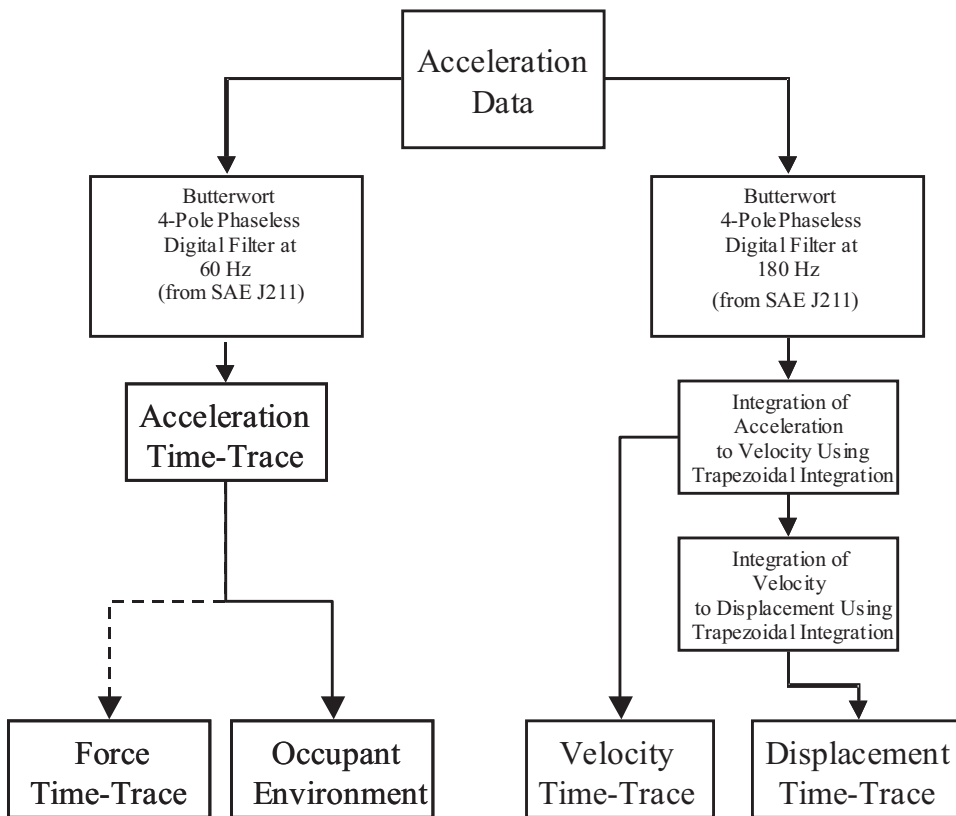 Acceleration
Data
Butterwort
4-Pole Phaseless
Digital Filter at
60 Hz
(from SAE J211)
Butterwort
4-Pole Phaseless
Digital Filter at
180 Hz
(from SAE J211)
Acceleration
Time-Trace
Integration of
Acceleration
to Velocity Using
Trapezoidal Integration
Integration of
Velocity
to Displacement Using
Trapezoidal Integration
Force
Time-Trace
Occupant
Environment
Velocity
Time-Trace
Displacement
Time-Trace